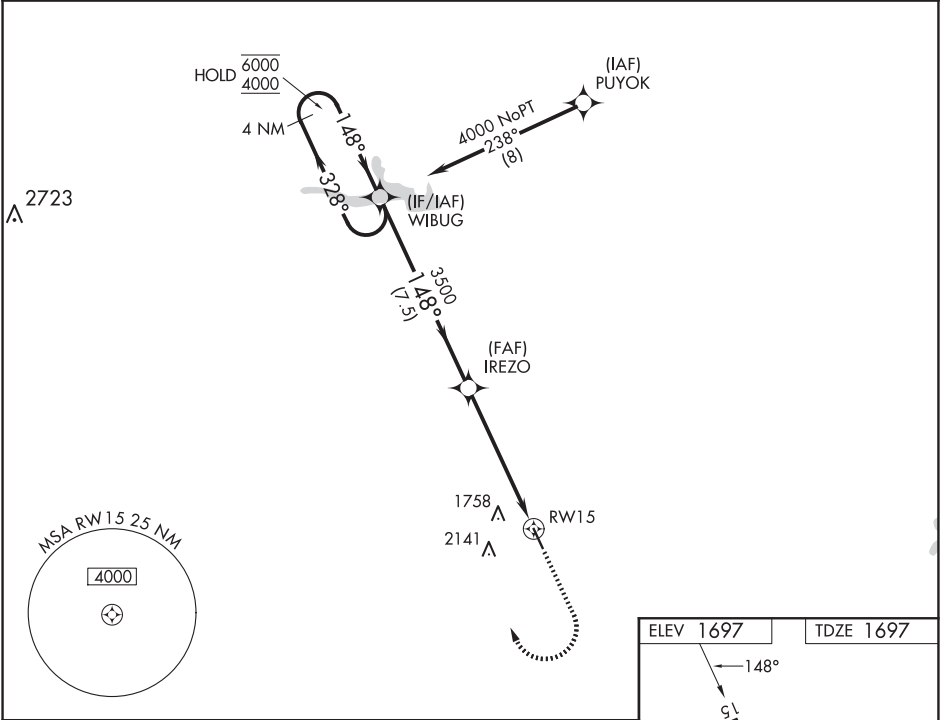 HOLD 6000
4000
4 NM
148°
328°
(IAF)
PUYOK
4000 NoPT
238°
(8)
2723
(IF/IAF)
WIBUG
3500
148°
(7.5)
(FAF)
IREZO
1758
2141
RW15
MSA RW15 25 NM
4000
ELEV 1697
TDZE 1697
148°
15